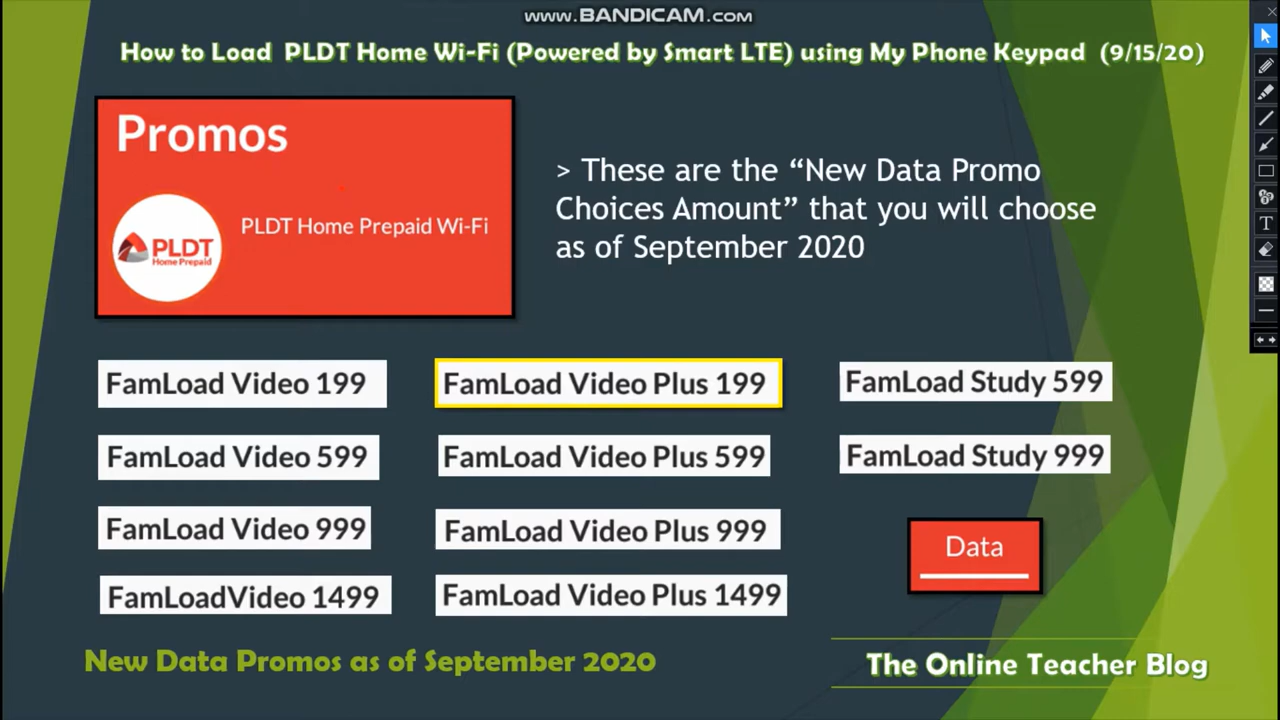 www.BANDICAM.com
How to Load PLDT Home Wi-Fi (Powered by Smart LTE) using My Phone Keypad (9/15/20)
Promos
PLDT Home Prepaid Wi-Fi
PLDT
Home Prepaid
> These are the “New Data Promo
Choices Amount” that you will choose
as of September 2020
FamLoad Video 199
FamLoad Video Plus 199
FamLoad Study 599
FamLoad Video 599
FamLoad Video Plus 599
FamLoad Study 999
FamLoad Video 999
FamLoad Video Plus 999
Data
FamLoadVideo 1499
FamLoad Video Plus 1499
New Data Promos as of September 2020
The Online Teacher Blog
T